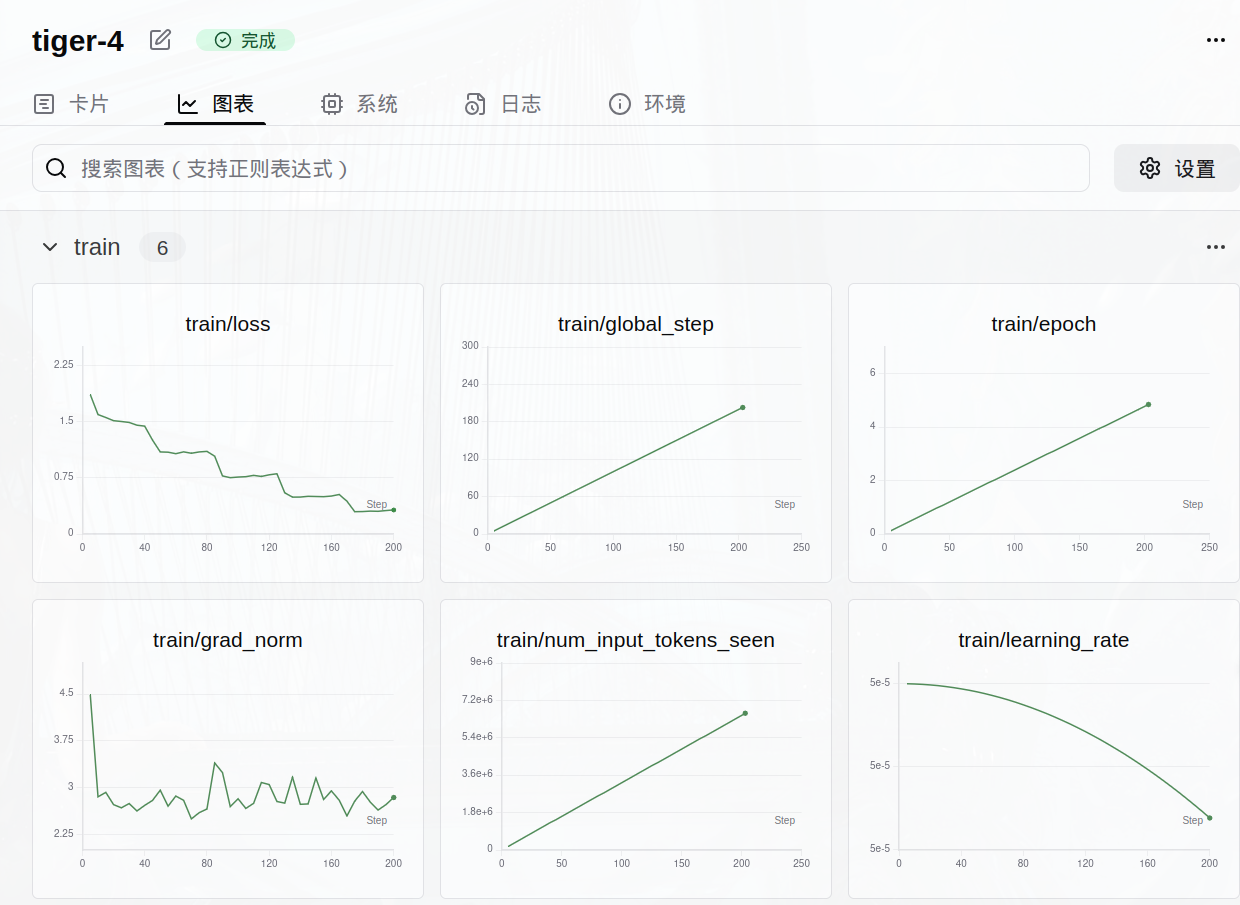 tiger-4 完成
卡片 图表 系统 日志 环境
搜索图表（支持正则表达式） 设置
train 6
train/loss
2.25
1.5
0.75
0
Step
0 40 80 120 160 200
train/global_step
300
240
180
120
60
0
Step
0 50 100 150 200 250
train/epoch
6
4
2
0
Step
0 50 100 150 200 250
train/grad_norm
4.5
3.75
3
2.25
Step
0 40 80 120 160 200
train/num_input_tokens_seen
9e+6
7.2e+6
5.4e+6
3.6e+6
1.8e+6
0
Step
0 50 100 150 200 250
train/learning_rate
5e-5
5e-5
5e-5
Step
0 40 80 120 160 200